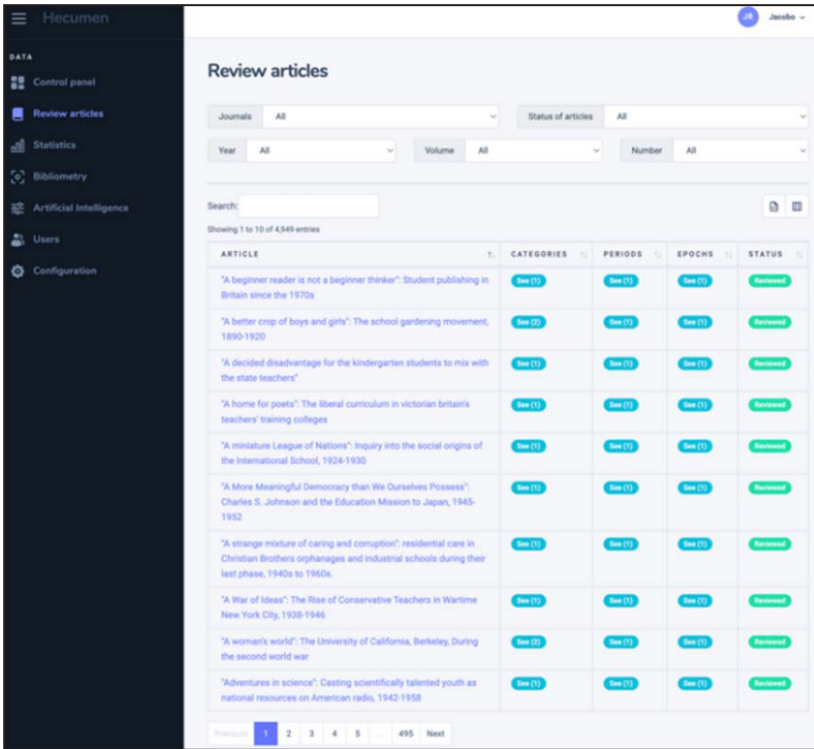 Hecumen
JR Jacobo
DATA
Control panel
Review articles
Statistics
Bibliometry
Artificial Intelligence
Users
Configuration
Review articles
Journals All Status of articles All
Year All Volume All Number All
Search:
Showing 1 to 10 of 4,949 entries
ARTICLE CATEGORIES PERIODS EPOCHS STATUS
"A beginner reader is not a beginner thinker": Student publishing in
Britain since the 1970s
See (1) See (1) See (1) Reviewed
"A better crop of boys and girls": The school gardening movement,
1890-1920
See (2) See (1) See (1) Reviewed
"A decided disadvantage for the kindergarten students to mix with
the state teachers"
See (1) See (1) See (1) Reviewed
"A home for poets": The liberal curriculum in victorian britain's
teachers' training colleges
See (1) See (1) See (1) Reviewed
"A miniature League of Nations": Inquiry into the social origins of
the International School, 1924-1930
See (1) See (1) See (1) Reviewed
"A More Meaningful Democracy than We Ourselves Possess":
Charles S. Johnson and the Education Mission to Japan, 1945-
1952
See (1) See (1) See (1) Reviewed
"A strange mixture of caring and corruption": residential care in
Christian Brothers orphanages and industrial schools during their
last phase, 1940s to 1960s.
See (1) See (1) See (1) Reviewed
"A War of Ideas": The Rise of Conservative Teachers in Wartime
New York City, 1938-1946
See (1) See (1) See (1) Reviewed
"A woman's world": The University of California, Berkeley, During
the second world war
See (2) See (1) See (1) Reviewed
"Adventures in science": Casting scientifically talented youth as
national resources on American radio, 1942-1958
See (1) See (1) See (1) Reviewed
Previous 1 2 3 4 5 . 495 Next